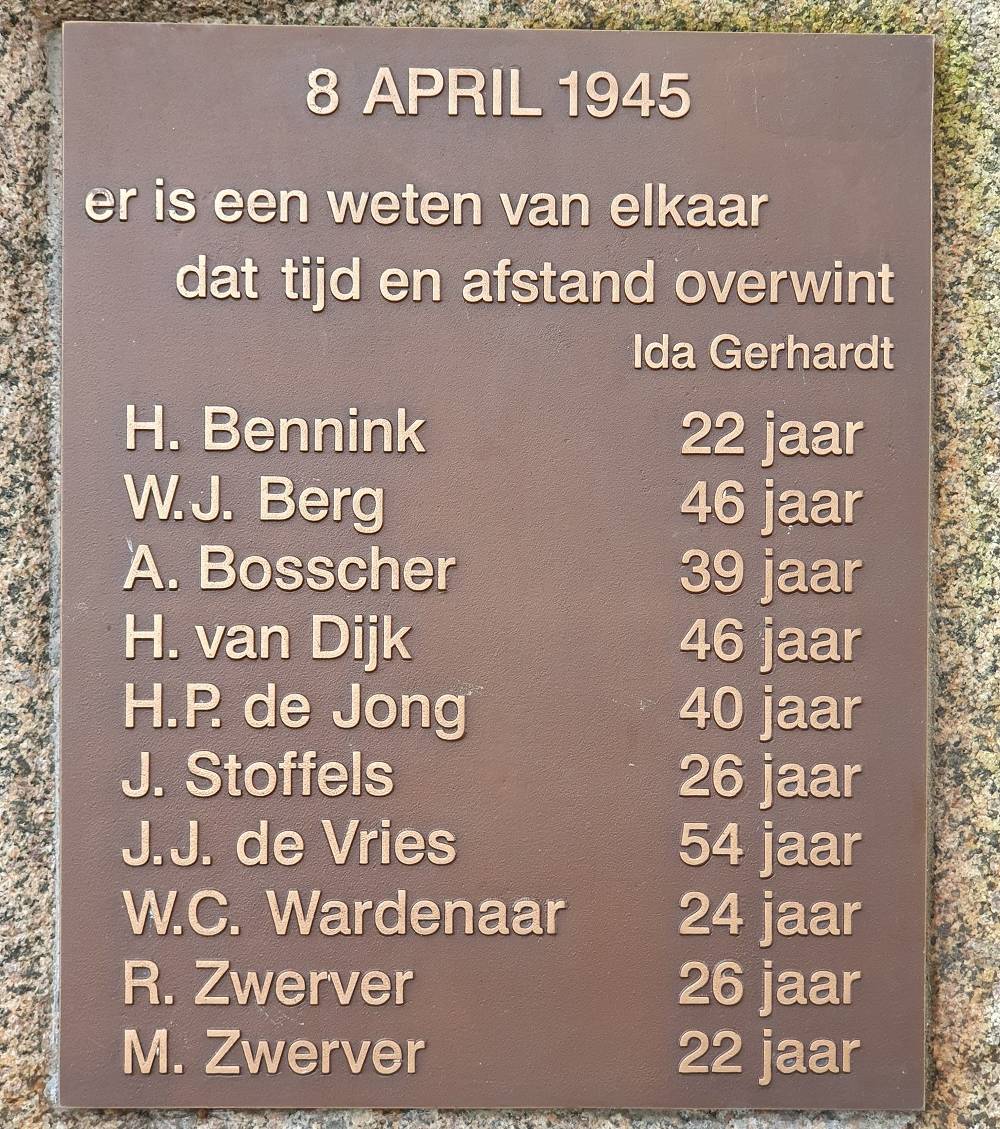 8 APRIL 1945
er is een weten van elkaar
dat tijd en afstand overwint
Ida Gerhardt
H. Bennink 22 jaar
W.J. Berg 46 jaar
A. Bosscher 39 jaar
H. van Dijk 46 jaar
H.P. de Jong 40 jaar
J. Stoffels 26 jaar
J.J. de Vries 54 jaar
W.C. Wardenaar 24 jaar
R. Zwerver 26 jaar
M. Zwerver 22 jaar